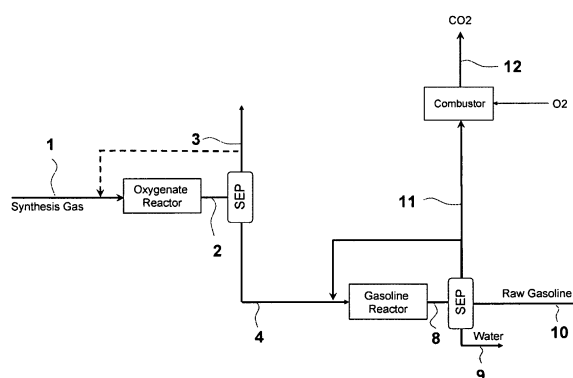 CO2
12
Combustor
O2
1
3
Synthesis Gas
Oxygenate
Reactor
SEP
2
11
4
Gasoline
Reactor
8
SEP
Raw Gasoline
10
Water
9